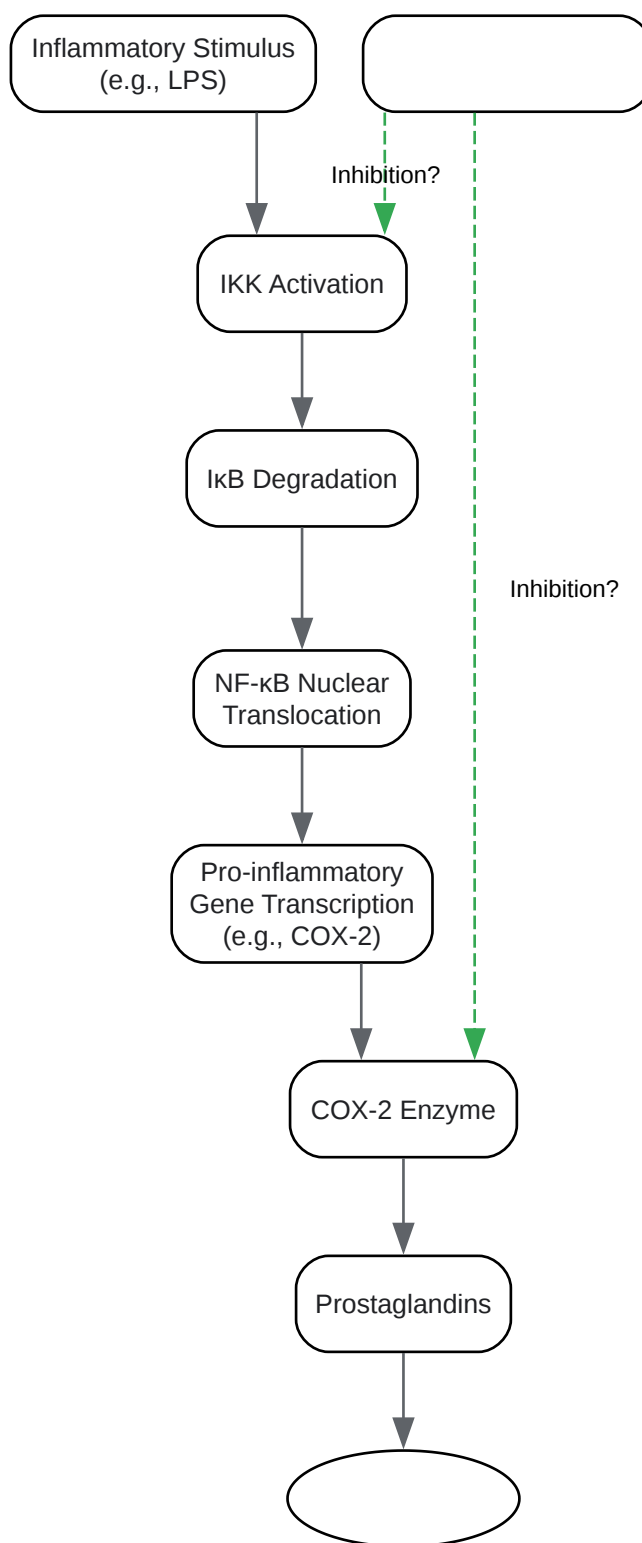 Inflammatory Stimulus
(e.g., LPS)
Inhibition?
IKK Activation
IκB Degradation
Inhibition?
NF-κB Nuclear
Translocation
Pro-inflammatory
Gene Transcription
(e.g., COX-2)
COX-2 Enzyme
Prostaglandins